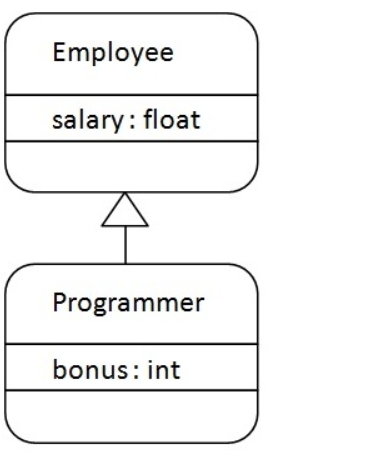 Employee
salary: float
Programmer
bonus: int